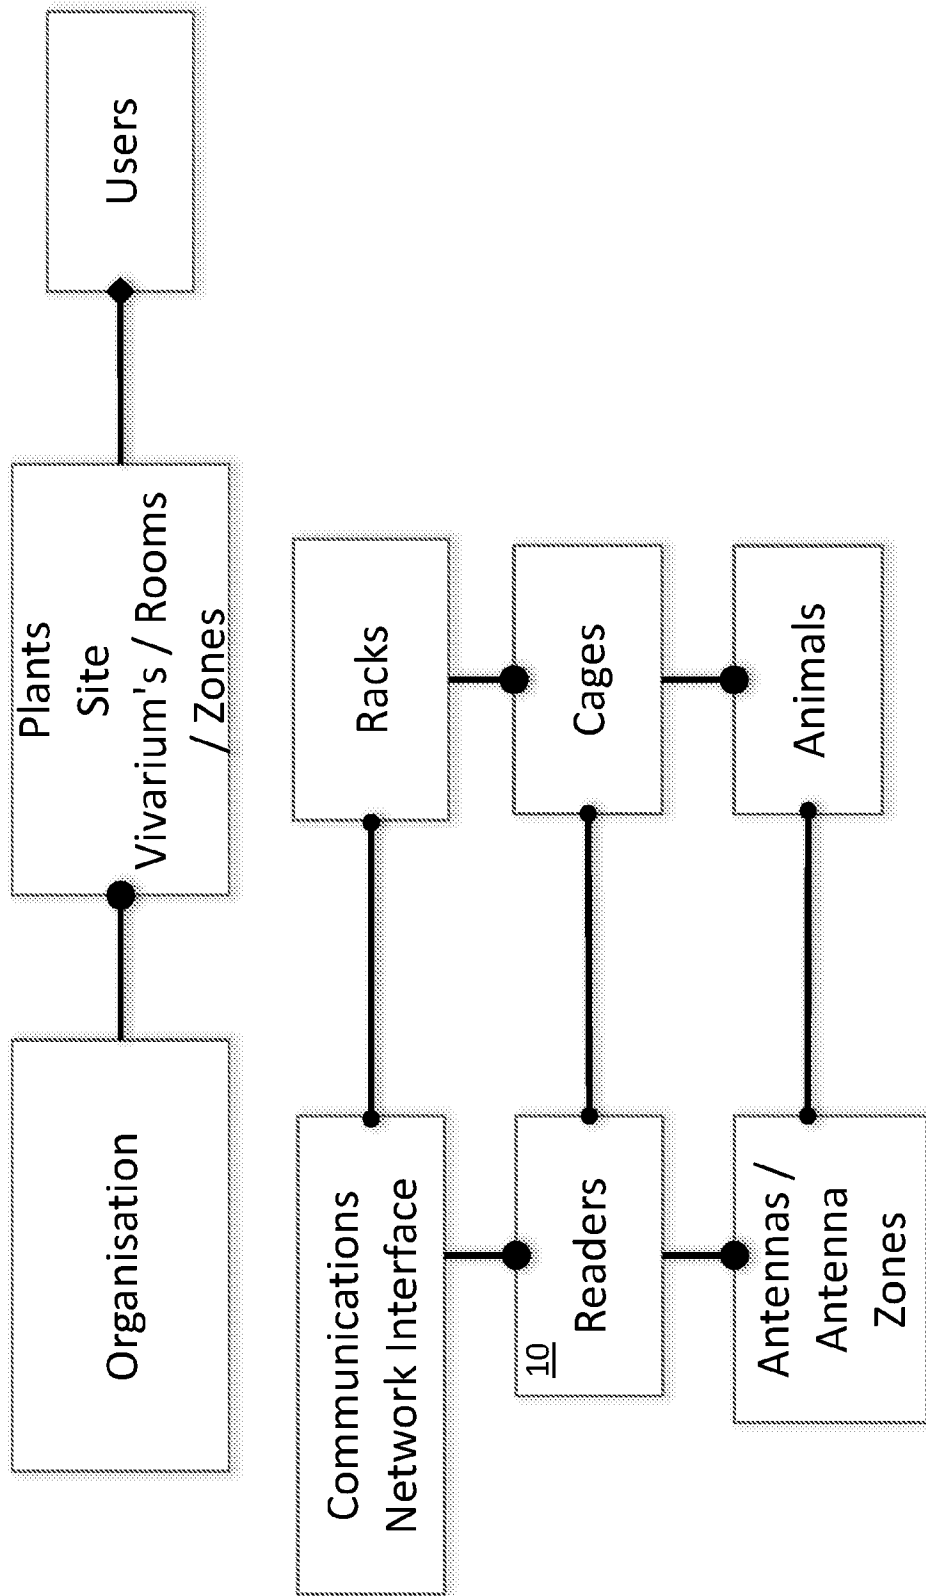 Organisation
Plants
Site
Vivarium's / Rooms
/ Zones
Users
Communications
Network Interface
Racks
10
Readers
Cages
Antennas /
Antenna
Zones
Animals